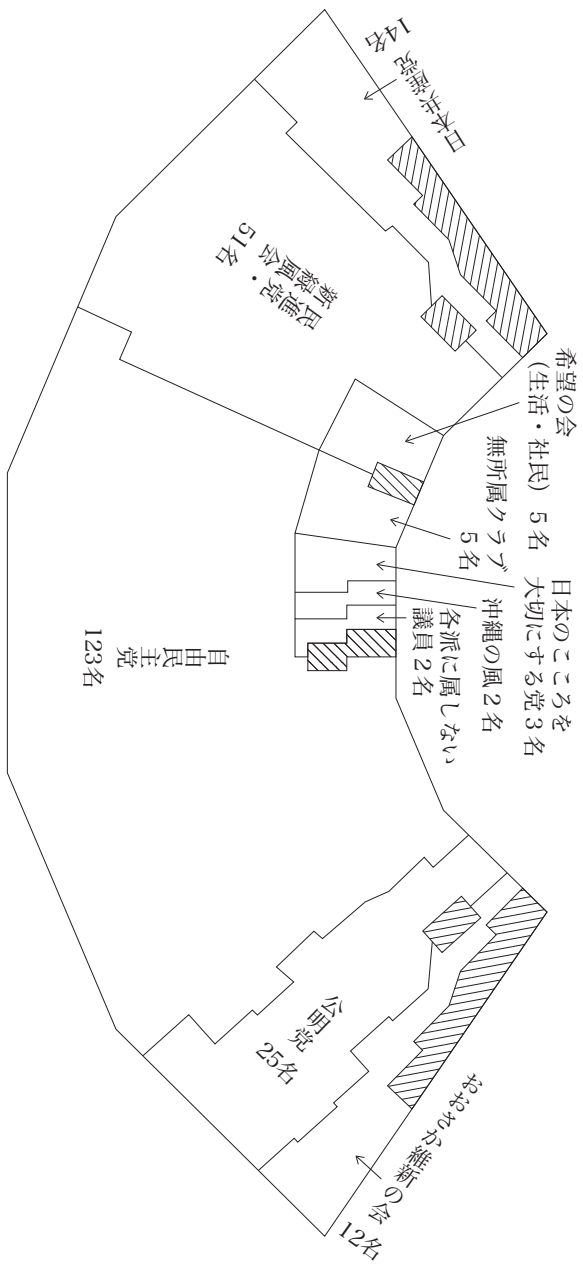 日本共産党
14名
民進党・
新緑風会
51名
希望の会
(生活・社民) 5名
無所属クラブ
5名
日本のこころを
大切にする党3名
沖縄の風2名
各派に属しない
議員2名
自由民主党
123名
公明党
25名
おおさか維新の会
12名